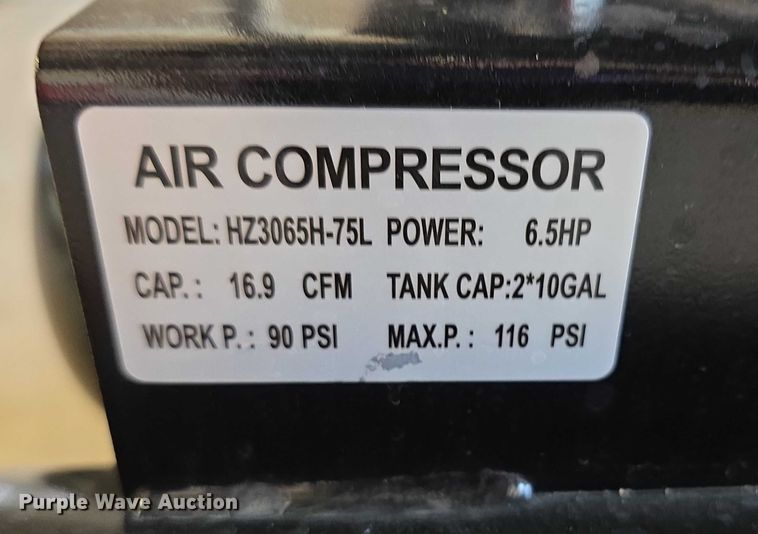 AIR COMPRESSOR
MODEL: HZ3065H-75L POWER: 6.5HP
CAP.: 16.9 CFM TANK CAP:2*10GAL
WORK P.: 90 PSI MAX.P.: 116 PSI
Purple Wave Auction